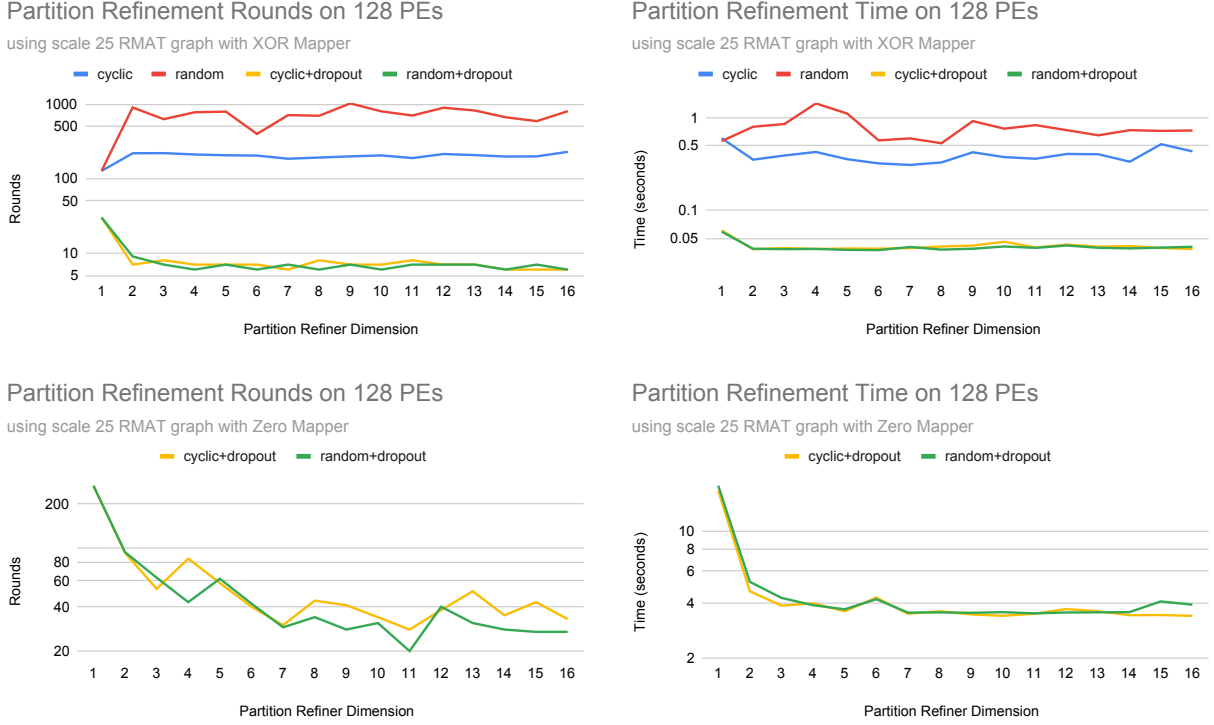 Partition Refinement Rounds on 128 PEs
using scale 25 RMAT graph with XOR Mapper
cyclic random cyclic+dropout random+dropout
1000
500
100
50
10
5
Rounds
1 2 3 4 5 6 7 8 9 10 11 12 13 14 15 16
Partition Refiner Dimension
Partition Refinement Time on 128 PEs
using scale 25 RMAT graph with XOR Mapper
cyclic random cyclic+dropout random+dropout
1
0.5
0.1
0.05
Time (seconds)
1 2 3 4 5 6 7 8 9 10 11 12 13 14 15 16
Partition Refiner Dimension
Partition Refinement Rounds on 128 PEs
using scale 25 RMAT graph with Zero Mapper
cyclic+dropout random+dropout
200
80
60
40
20
Rounds
1 2 3 4 5 6 7 8 9 10 11 12 13 14 15 16
Partition Refiner Dimension
Partition Refinement Time on 128 PEs
using scale 25 RMAT graph with Zero Mapper
cyclic+dropout random+dropout
10
8
6
4
2
Time (seconds)
1 2 3 4 5 6 7 8 9 10 11 12 13 14 15 16
Partition Refiner Dimension